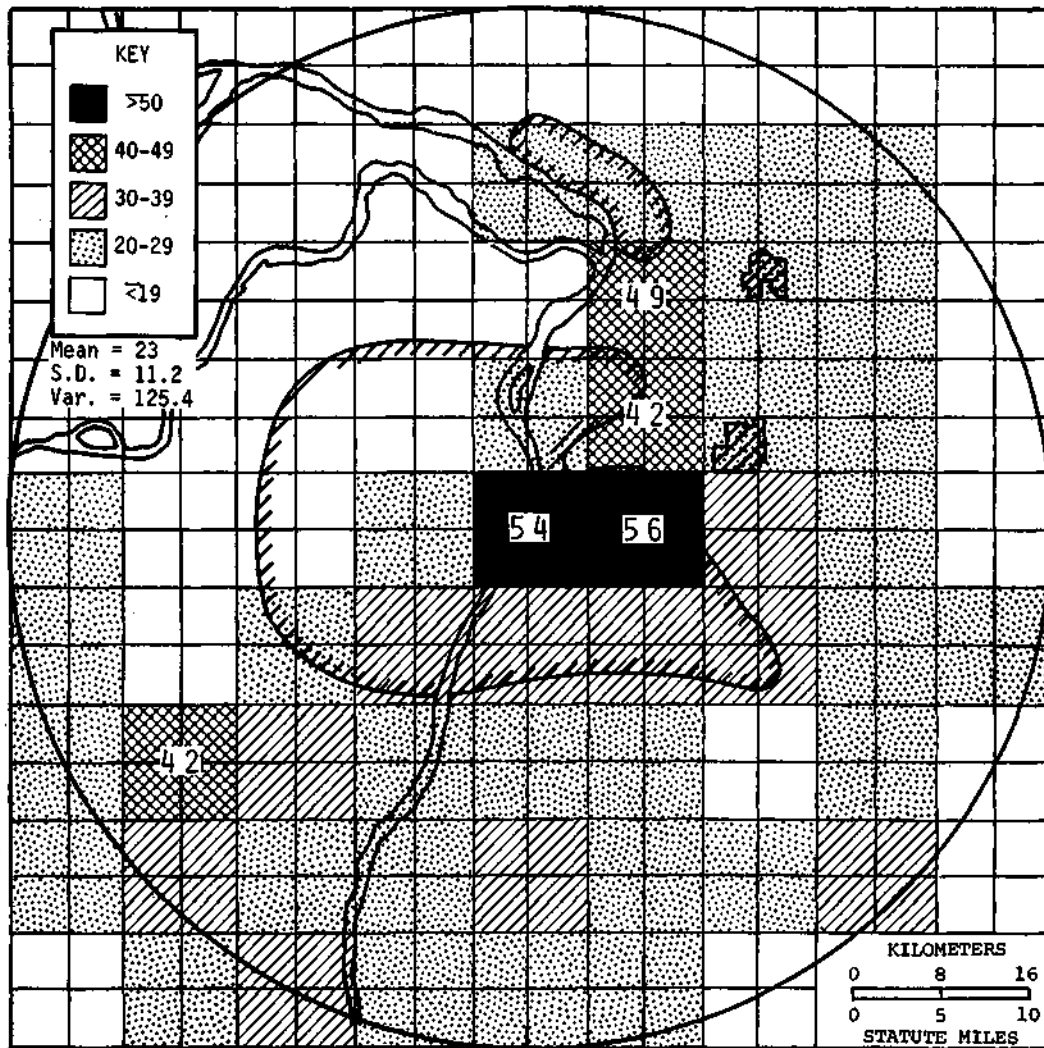 KEY
>50
40-49
30-39
20-29
<19
Mean = 23
S.D. = 11.2
Var. = 125.4
49
42
54 56
42
KILOMETERS
0 8 16
0 5 10
STATUTE MILES